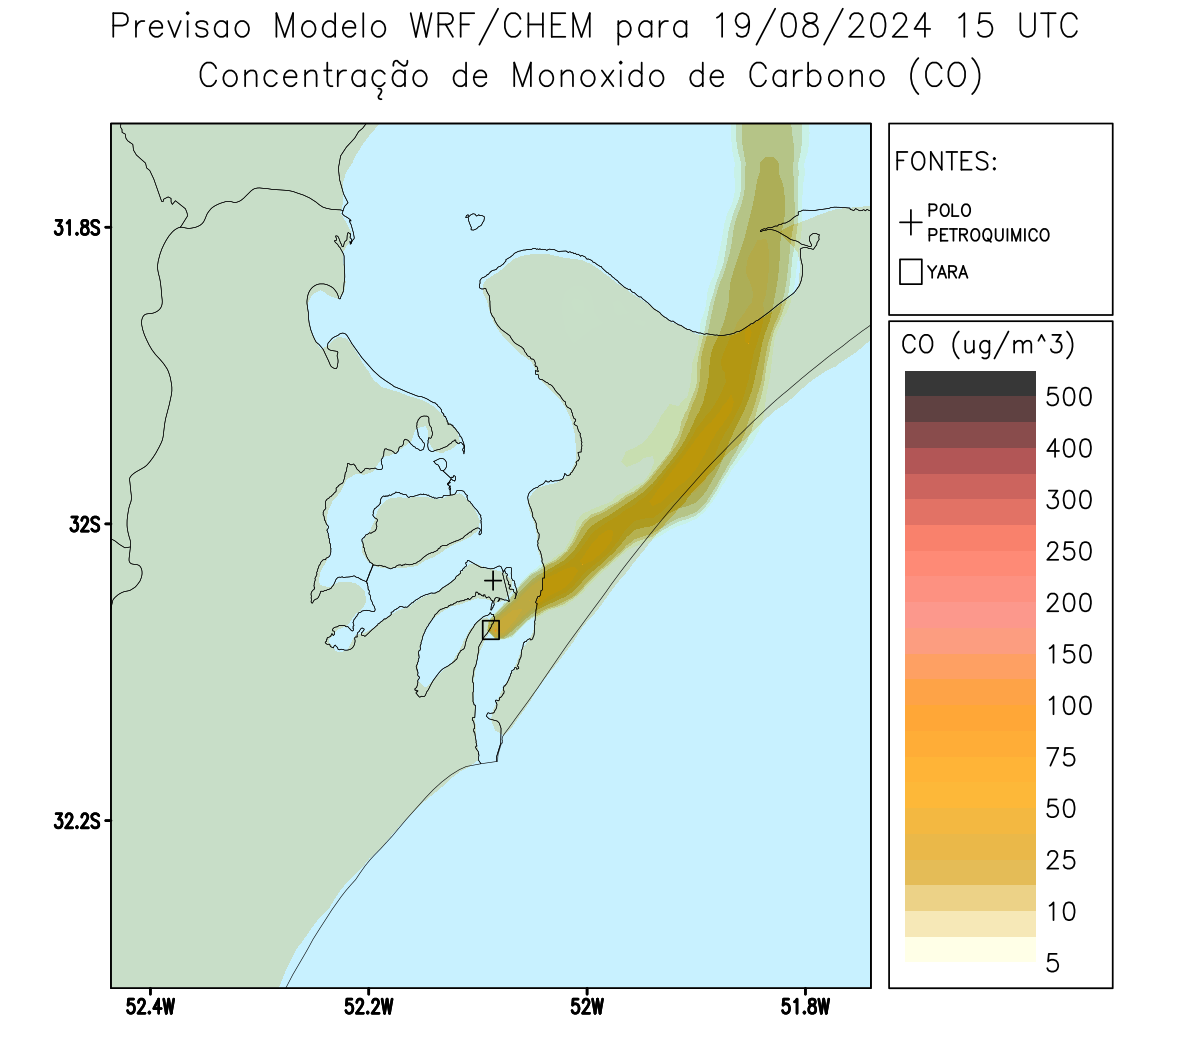 Previsao Modelo WRF/CHEM para 19/08/2024 15 UTC
Concentração de Monoxido de Carbono (CO)
FONTES:
POLO
PETROQUIMICO
YARA
CO (ug/m^3)
500
400
300
250
200
150
100
75
50
25
10
5
31.8S
32S
32.2S
52.4W
52.2W
52W
51.8W